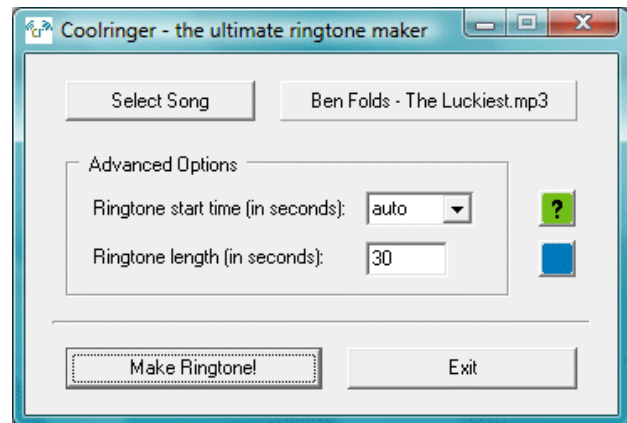 Coolringer - the ultimate ringtone maker
Select Song
Ben Folds - The Luckiest.mp3
Advanced Options
Ringtone start time (in seconds): auto
?
Ringtone length (in seconds): 30
Make Ringtone!
Exit